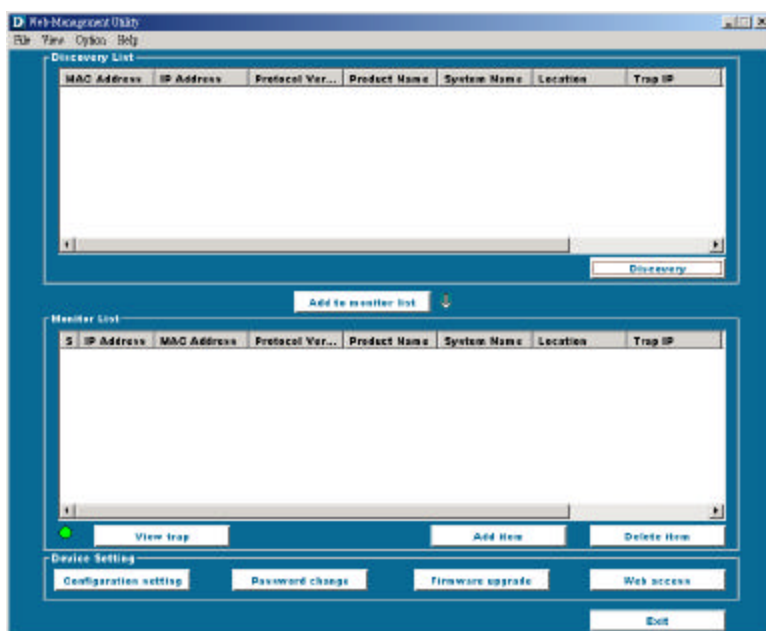 D Web-Management Utility
File View Option Help
Discovery List
MAC Address IP Address Protocol Ver... Product Name System Name Location Trap IP
Discovery
Add to monitor list
Monitor List
S IP Address MAC Address Protocol Ver... Product Name System Name Location Trap IP
View trap Add item Delete item
Device Setting
Configuration setting Password change Firmware upgrade Web access
Exit